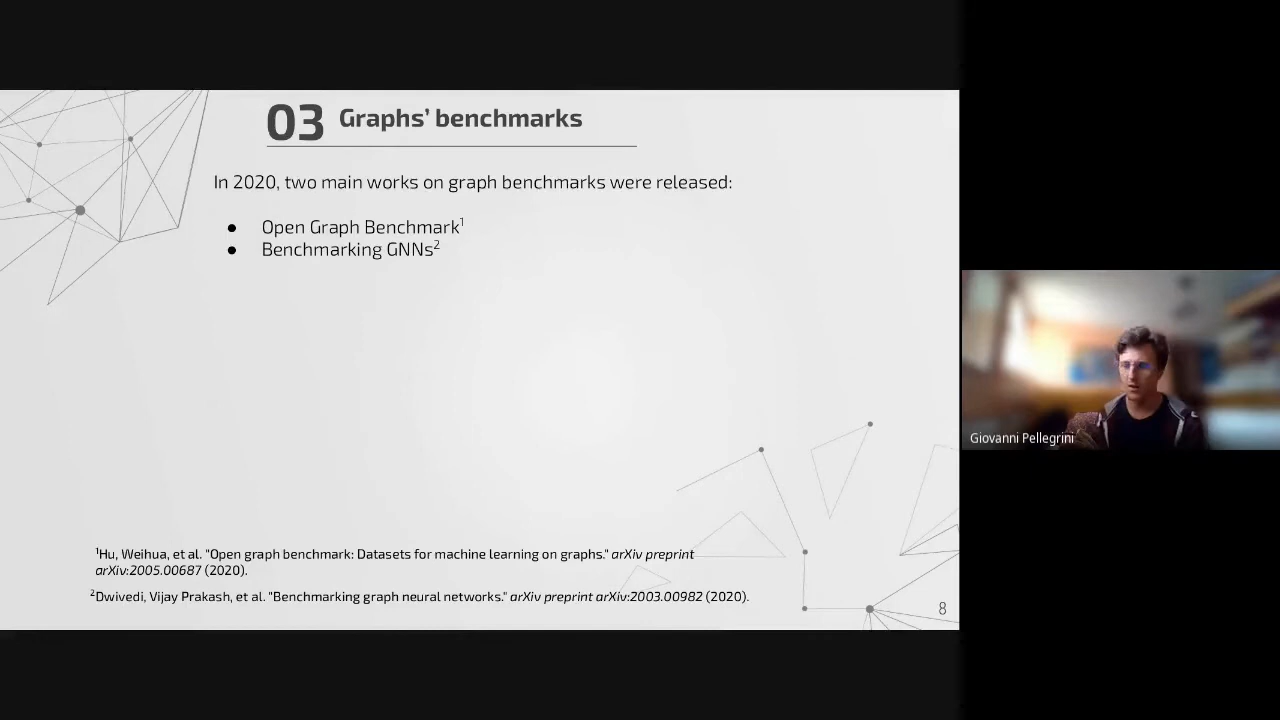 03 Graphs’ benchmarks
In 2020, two main works on graph benchmarks were released:
● Open Graph Benchmark¹
● Benchmarking GNNs²
¹Hu, Weihua, et al. "Open graph benchmark: Datasets for machine learning on graphs." arXiv preprint
arXiv:2005.00687 (2020).
²Dwivedi, Vijay Prakash, et al. "Benchmarking graph neural networks." arXiv preprint arXiv:2003.00982 (2020).
8
Giovanni Pellegrini